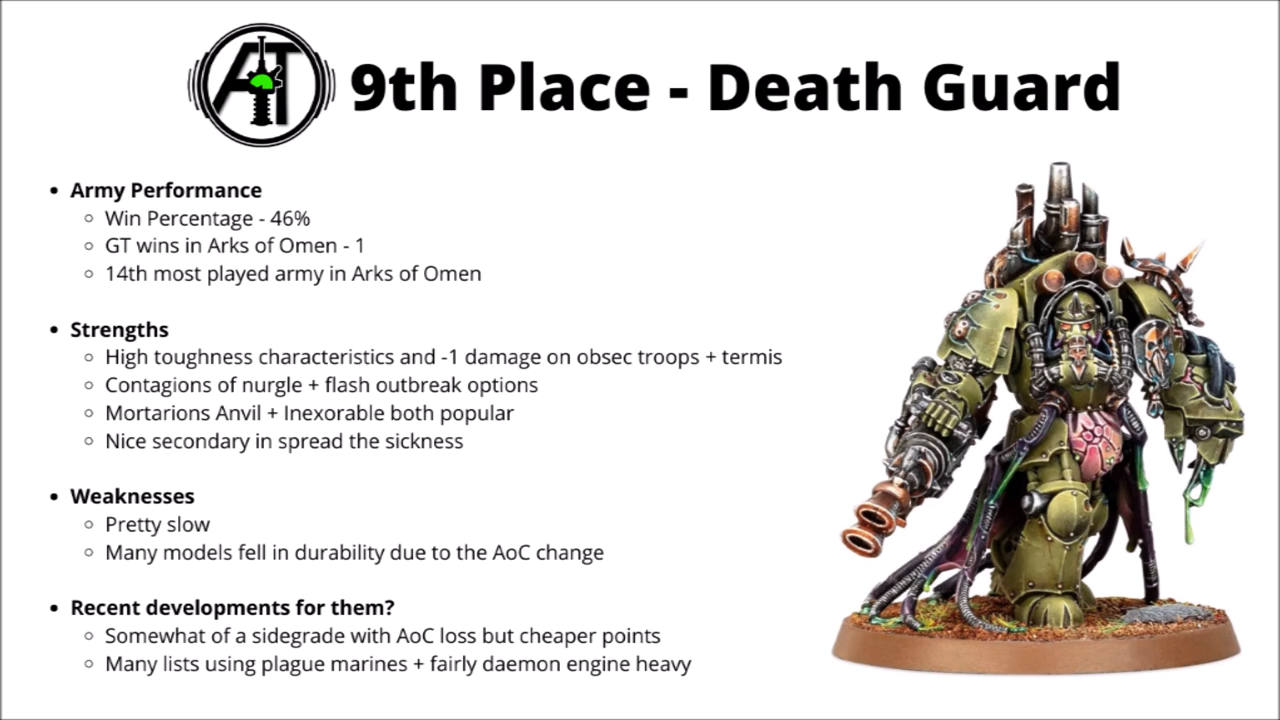 AT
9th Place - Death Guard
• Army Performance
○ Win Percentage - 46%
○ GT wins in Arks of Omen - 1
○ 14th most played army in Arks of Omen
• Strengths
○ High toughness characteristics and -1 damage on obsec troops + termis
○ Contagions of nurgle + flash outbreak options
○ Mortarions Anvil + Inexorable both popular
○ Nice secondary in spread the sickness
• Weaknesses
○ Pretty slow
○ Many models fell in durability due to the AoC change
• Recent developments for them?
○ Somewhat of a sidegrade with AoC loss but cheaper points
○ Many lists using plague marines + fairly daemon engine heavy